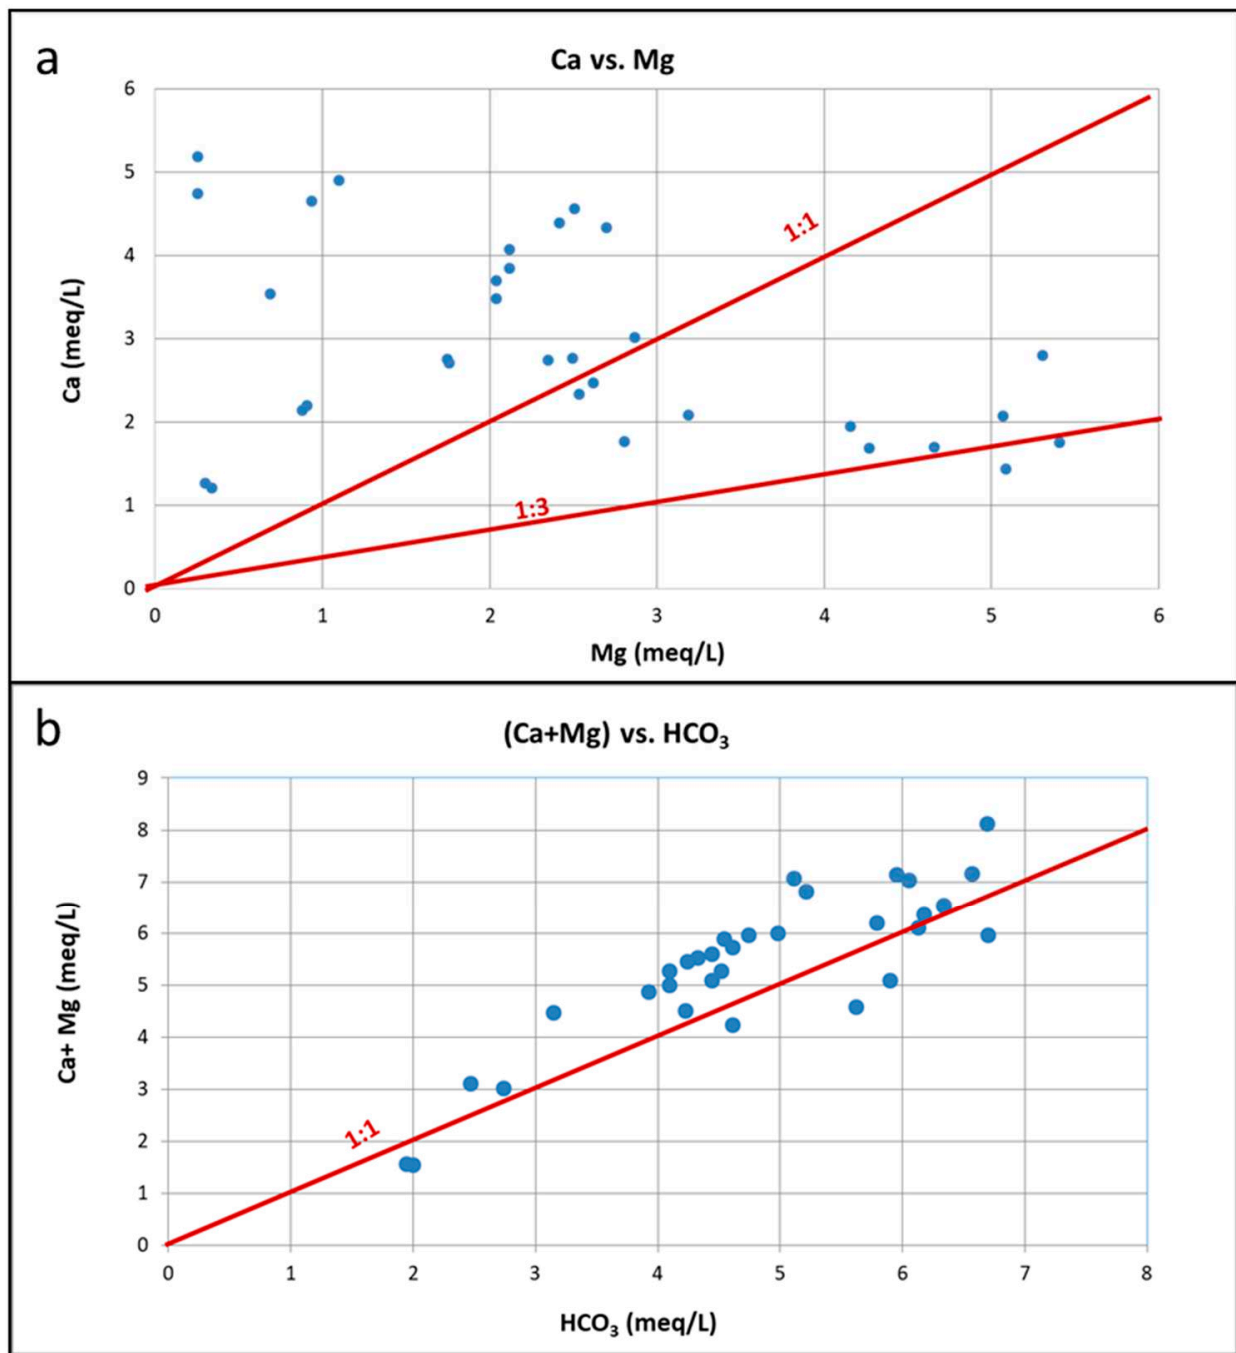 a
Ca vs. Mg
6
5
4
3
2
1
0
Ca (meq/L)
1:1
1:3
0 1 2 3 4 5 6
Mg (meq/L)
b
(Ca+Mg) vs. HCO₃
9
8
7
6
5
4
3
2
1
0
Ca+ Mg (meq/L)
1:1
0 1 2 3 4 5 6 7 8
HCO₃ (meq/L)